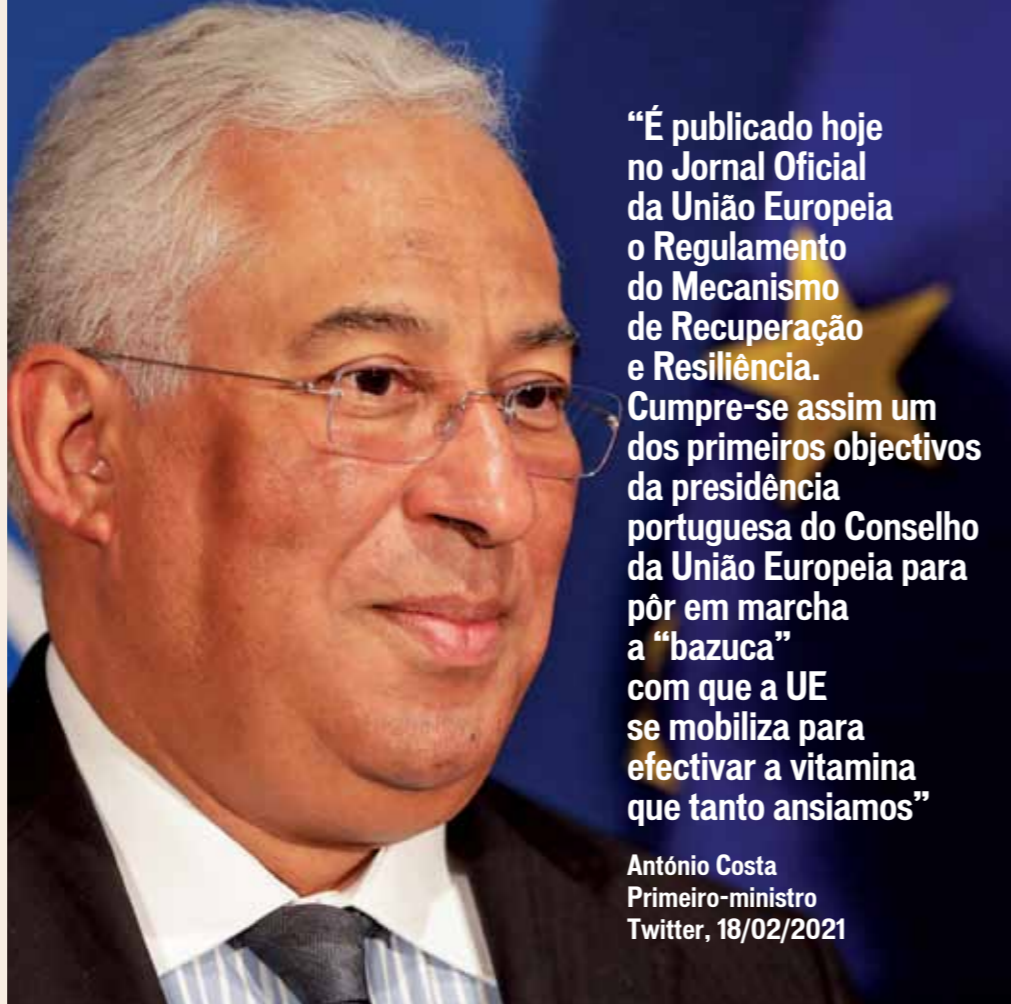 “É publicado hoje
no Jornal Oficial
da União Europeia
o Regulamento
do Mecanismo
de Recuperação
e Resiliência.
Cumpre-se assim um
dos primeiros objectivos
da presidência
portuguesa do Conselho
da União Europeia para
pôr em marcha
a “bazuca”
com que a UE
se mobiliza para
efectivar a vitamina
que tanto ansiamos”
António Costa
Primeiro-ministro
Twitter, 18/02/2021